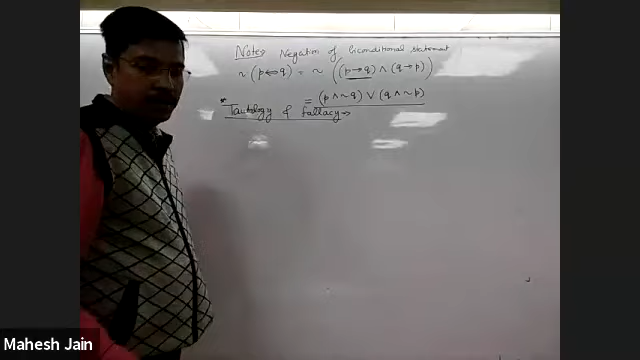 Note→ Negation of biconditional statement
~ (p↔q) = ~ ((p→q) ∧ (q→p))
= (p∧~q) ∨ (q∧~p)
* Tautology & fallacy→
Mahesh Jain